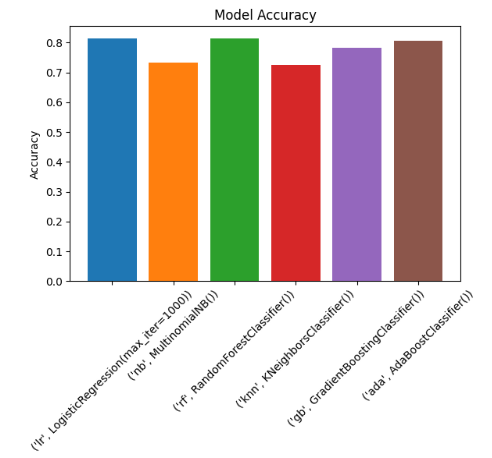 Model Accuracy
Accuracy
0.8
0.7
0.6
0.5
0.4
0.3
0.2
0.1
0.0
('lr', LogisticRegression(max_iter=1000))
('nb', MultinomialNB())
('rf', RandomForestClassifier())
('knn', KNeighborsClassifier())
('gb', GradientBoostingClassifier())
('ada', AdaBoostClassifier())